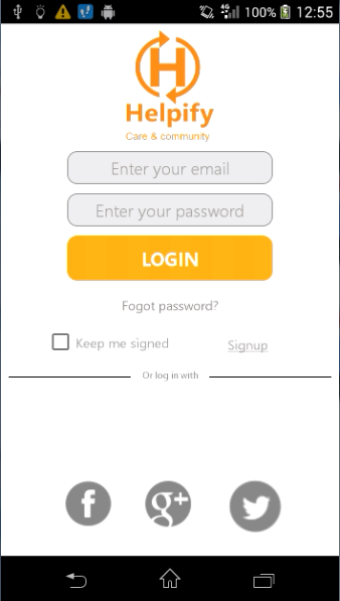 100% 12:55
H
Helpify
Care & community
Enter your email
Enter your password
LOGIN
Fogot password?
Keep me signed Signup
Or log in with
f g+